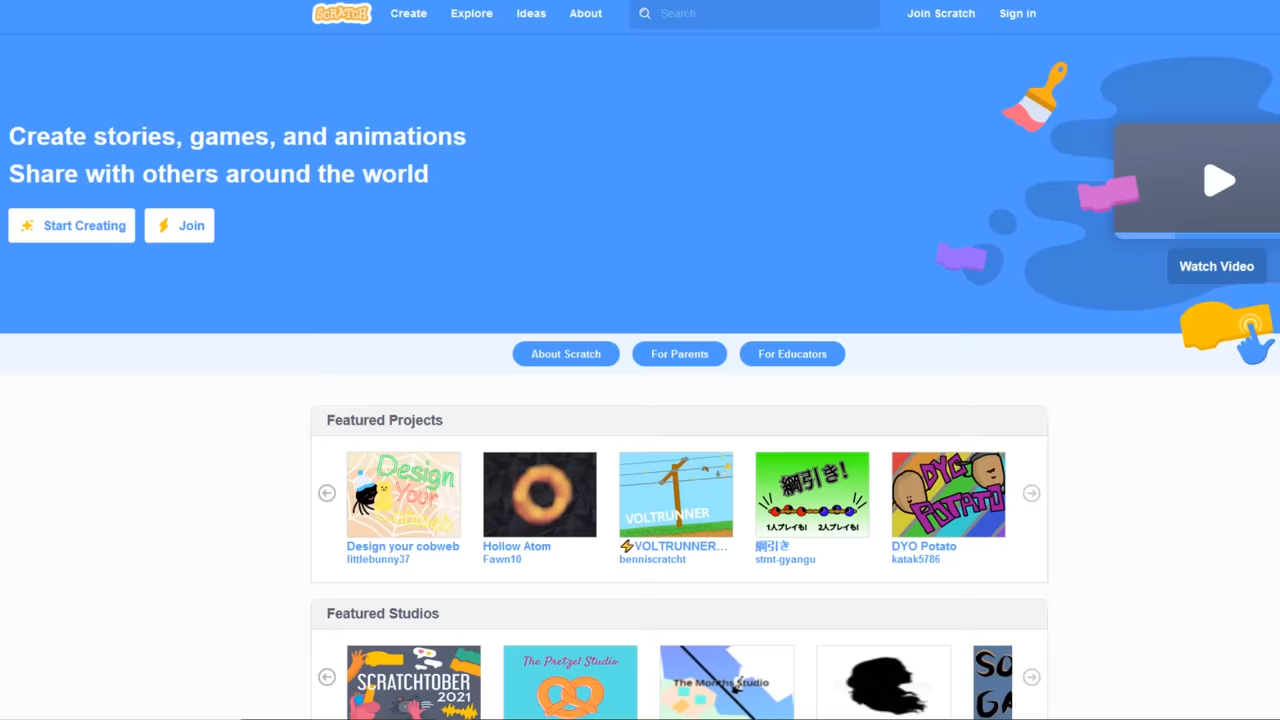 SCRATCH Create Explore Ideas About Search Join Scratch Sign in
Create stories, games, and animations
Share with others around the world
Start Creating Join
Watch Video
About Scratch For Parents For Educators
Featured Projects
Design
Your
cobweb
VOLTRUNNER
綱引き!
1人プレイも! 2人プレイも!
DYO
POTATO
Design your cobweb Hollow Atom ⚡VOLTRUNNER... 綱引き DYO Potato
littlebunny37 Fawn10 benniscratcht stmt-gyangu katak5786
Featured Studios
SCRATCHTOBER
2021
The Pretzel Studio
The Months Studio